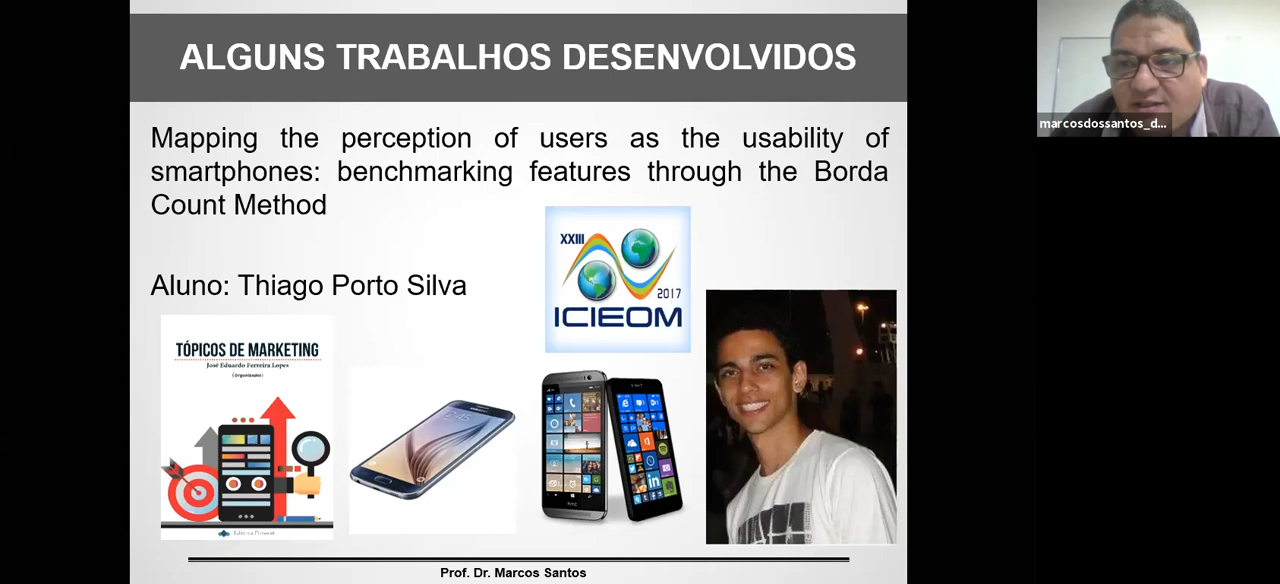 ALGUNS TRABALHOS DESENVOLVIDOS
Mapping the perception of users as the usability of
smartphones: benchmarking features through the Borda
Count Method
XXIII
2017
ICIEOM
Aluno: Thiago Porto Silva
TÓPICOS DE MARKETING
José Eduardo Ferreira Lopes
(Organizador)
Prof. Dr. Marcos Santos
marcosdossantos_d...